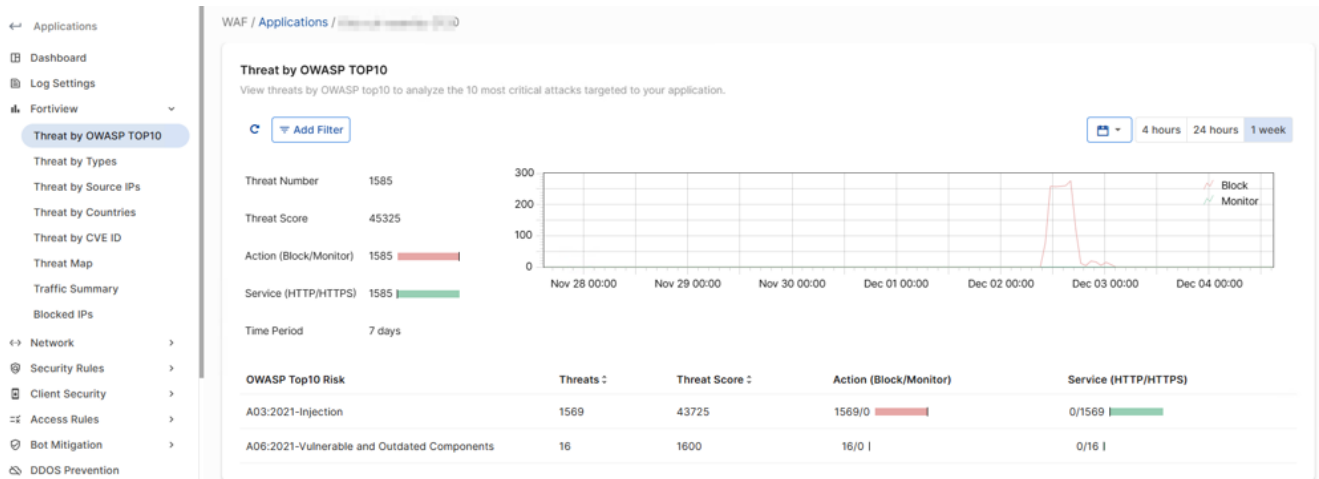 Applications
Dashboard
Log Settings
Fortiview
Threat by OWASP TOP10
Threat by Types
Threat by Source IPs
Threat by Countries
Threat by CVE ID
Threat Map
Traffic Summary
Blocked IPs
Network
Security Rules
Client Security
Access Rules
Bot Mitigation
DDOS Prevention
WAF / Applications /
Threat by OWASP TOP10
View threats by OWASP top10 to analyze the 10 most critical attacks targeted to your application.
Add Filter
4 hours 24 hours 1 week
Threat Number 1585
Threat Score 45325
Action (Block/Monitor) 1585
Service (HTTP/HTTPS) 1585
Time Period 7 days
300
200
100
0
Block
Monitor
Nov 28 00:00 Nov 29 00:00 Nov 30 00:00 Dec 01 00:00 Dec 02 00:00 Dec 03 00:00 Dec 04 00:00
OWASP Top10 Risk Threats Threat Score Action (Block/Monitor) Service (HTTP/HTTPS)
A03:2021-Injection 1569 43725 1569/0 0/1569
A06:2021-Vulnerable and Outdated Components 16 1600 16/0 0/16